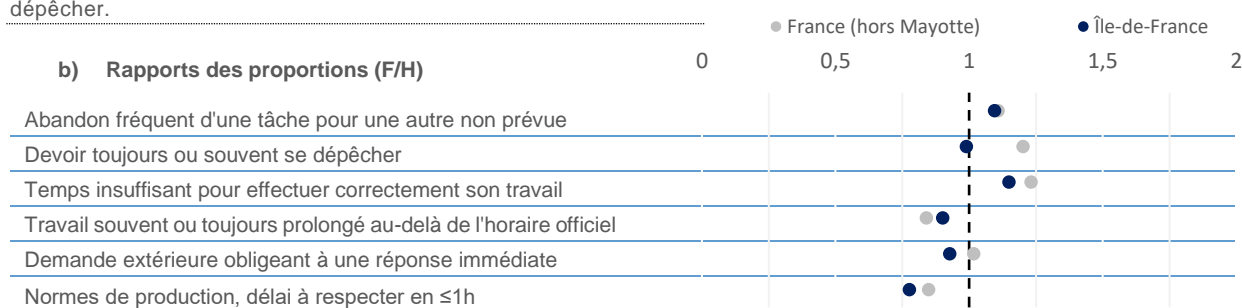 dépêcher.
France (hors Mayotte) Île-de-France
b) Rapports des proportions (F/H) 0 0,5 1 1,5 2
Abandon fréquent d'une tâche pour une autre non prévue
Devoir toujours ou souvent se dépêcher
Temps insuffisant pour effectuer correctement son travail
Travail souvent ou toujours prolongé au-delà de l'horaire officiel
Demande extérieure obligeant à une réponse immédiate
Normes de production, délai à respecter en ≤1h